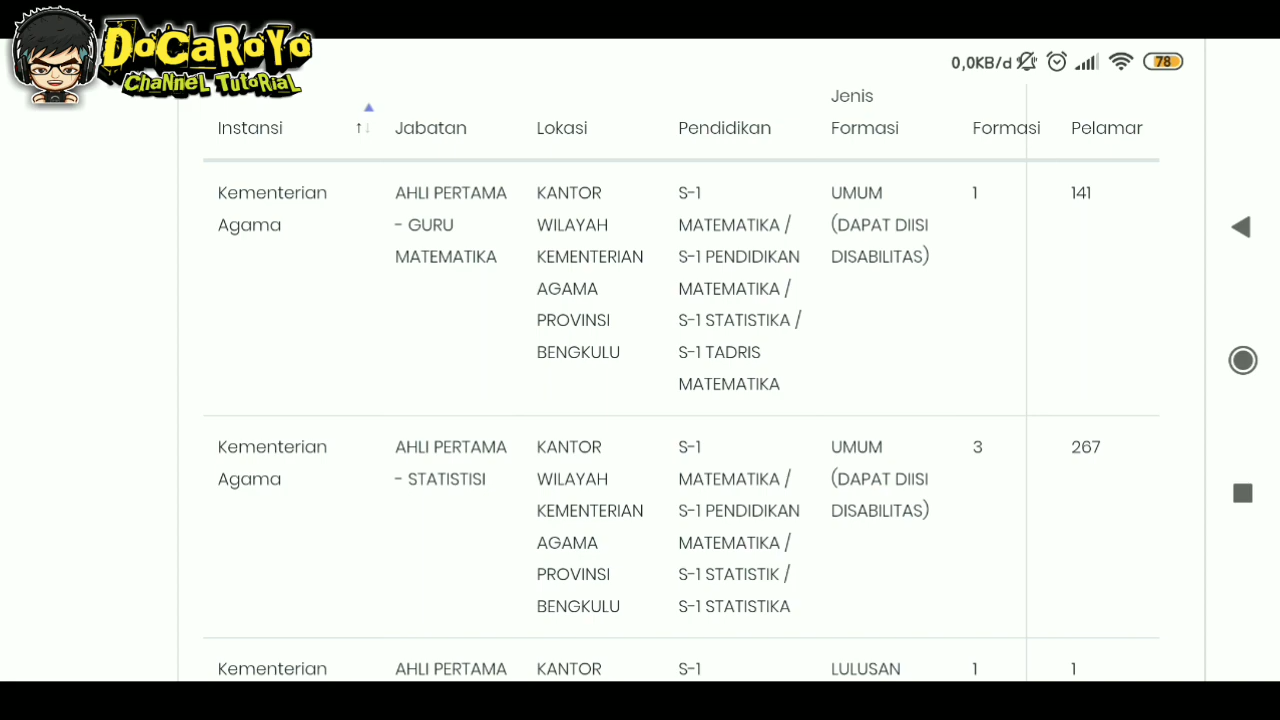 DoCaRoYo
ChaNNeL TuToRiaL
0,0KB/d
78
Instansi
↑↓
Jabatan
Lokasi
Pendidikan
Jenis
Formasi
Formasi
Pelamar
Kementerian
Agama
AHLI PERTAMA
- GURU
MATEMATIKA
KANTOR
WILAYAH
KEMENTERIAN
AGAMA
PROVINSI
BENGKULU
S-1
MATEMATIKA /
S-1 PENDIDIKAN
MATEMATIKA /
S-1 STATISTIKA /
S-1 TADRIS
MATEMATIKA
UMUM
(DAPAT DIISI
DISABILITAS)
1
141
Kementerian
Agama
AHLI PERTAMA
- STATISTISI
KANTOR
WILAYAH
KEMENTERIAN
AGAMA
PROVINSI
BENGKULU
S-1
MATEMATIKA /
S-1 PENDIDIKAN
MATEMATIKA /
S-1 STATISTIK /
S-1 STATISTIKA
UMUM
(DAPAT DIISI
DISABILITAS)
3
267
Kementerian
AHLI PERTAMA
KANTOR
S-1
LULUSAN
1
1